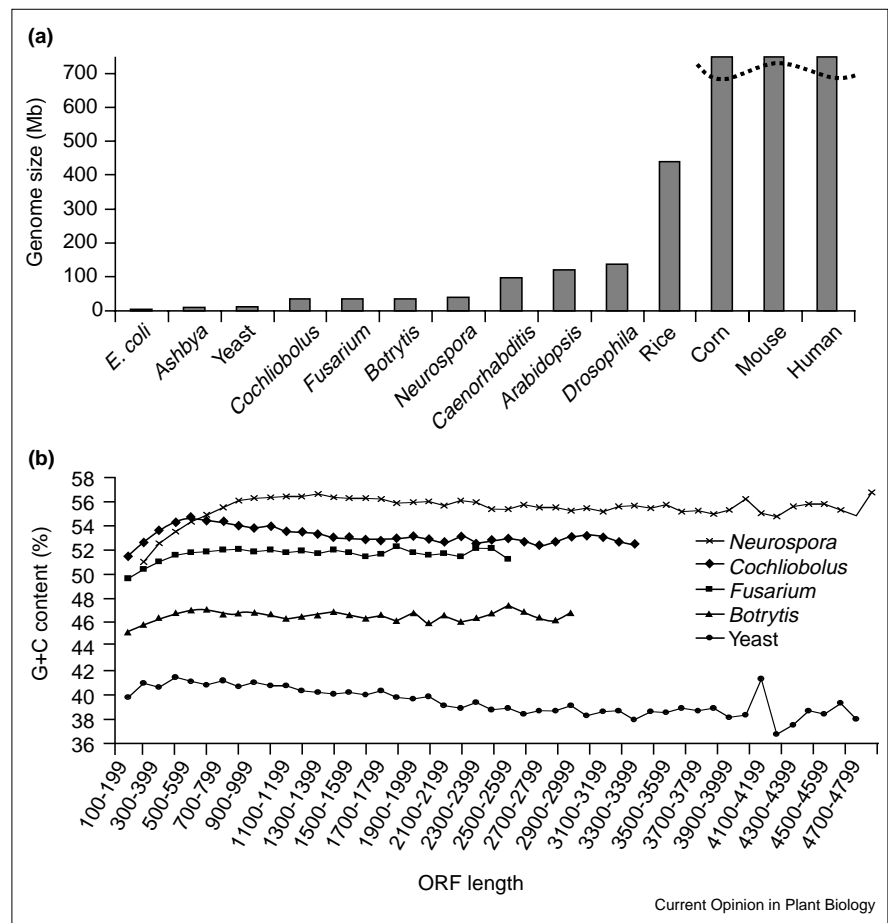 (a)
Genome size (Mb)
700
600
500
400
300
200
100
0
E. coli
Ashbya
Yeast
Cochliobolus
Fusarium
Botrytis
Neurospora
Caenorhabditis
Arabidopsis
Drosophila
Rice
Corn
Mouse
Human
(b)
G+C content (%)
58
56
54
52
50
48
46
44
42
40
38
36
Neurospora
Cochliobolus
Fusarium
Botrytis
Yeast
100-199
300-399
500-599
700-799
900-999
1100-1199
1300-1399
1500-1599
1700-1799
1900-1999
2100-2199
2300-2399
2500-2599
2700-2799
2900-2999
3100-3199
3300-3399
3500-3599
3700-3799
3900-3999
4100-4199
4300-4399
4500-4599
4700-4799
ORF length
Current Opinion in Plant Biology